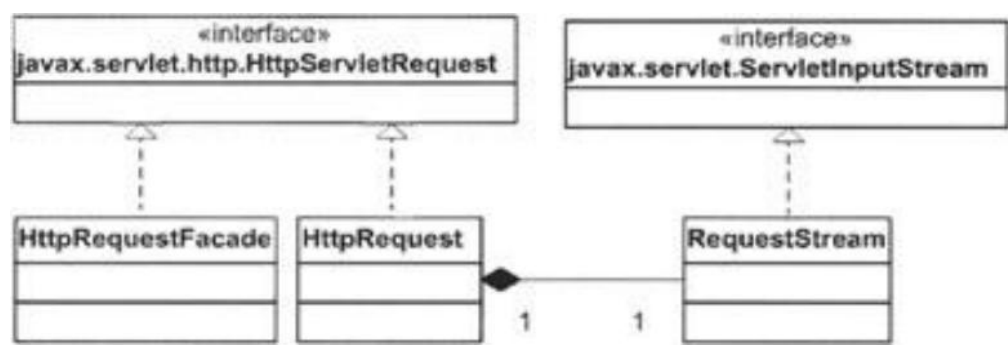 «interface»
javax.servlet.http.HttpServletRequest
«interface»
javax.servlet.ServletInputStream
HttpRequestFacade
HttpRequest
RequestStream
1
1